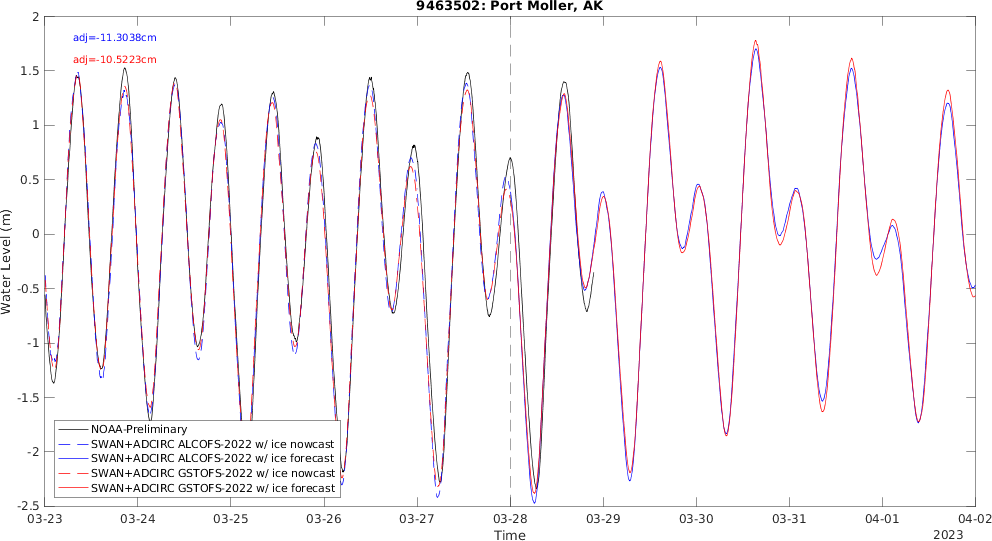 9463502: Port Moller, AK
adj=-11.3038cm
adj=-10.5223cm
2
1.5
1
0.5
0
-0.5
-1
-1.5
-2
-2.5
Water Level (m)
NOAA-Preliminary
SWAN+ADCIRC ALCOFS-2022 w/ ice nowcast
SWAN+ADCIRC ALCOFS-2022 w/ ice forecast
SWAN+ADCIRC GSTOFS-2022 w/ ice nowcast
SWAN+ADCIRC GSTOFS-2022 w/ ice forecast
03-23 03-24 03-25 03-26 03-27 03-28 03-29 03-30 03-31 04-01 04-02
Time
2023